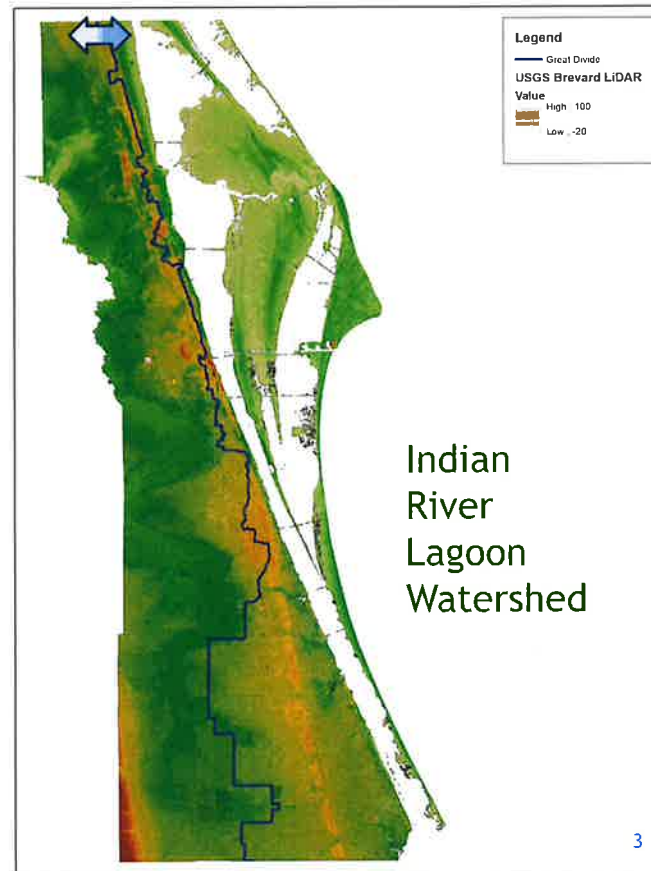 Legend
Great Divide
USGS Brevard LiDAR
Value
High : 100
Low : -20
Indian
River
Lagoon
Watershed
3